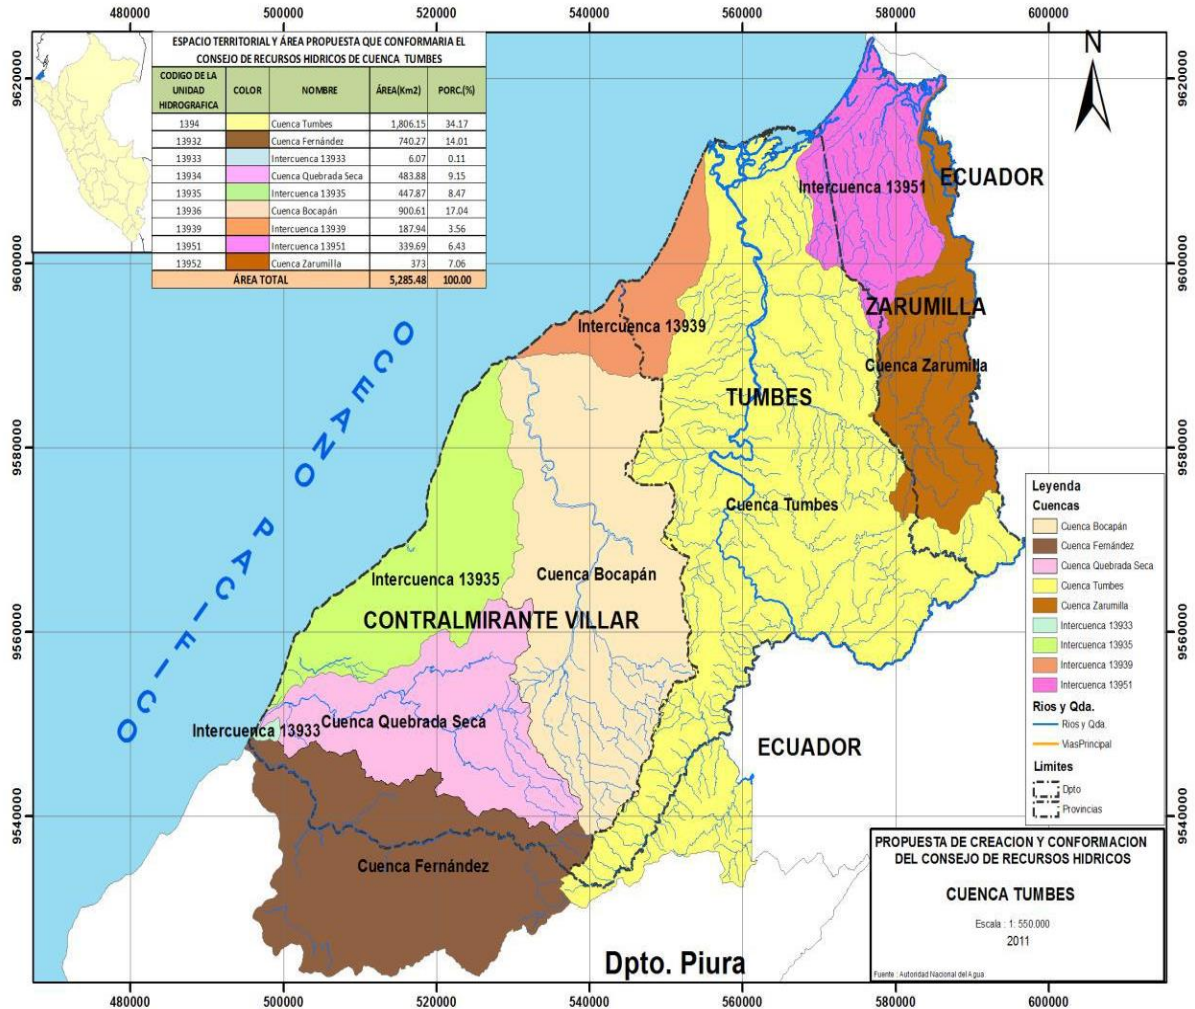 480000 500000 520000 540000 560000 580000 600000
ESPACIO TERRITORIAL Y ÁREA PROPUESTA QUE CONFORMARIA EL
CONSEJO DE RECURSOS HIDRICOS DE CUENCA TUMBES
CODIGO DE LA UNIDAD HIDROGRAFICA COLOR NOMBRE ÁREA(Km2) PORC.(%)
1394 Cuenca Tumbes 1,806.15 34.17
13932 Cuenca Fernández 740.27 14.01
13933 Intercuenca 13933 6.07 0.11
13934 Cuenca Quebrada Seca 483.88 9.15
13935 Intercuenca 13935 447.87 8.47
13936 Cuenca Bocapán 900.61 17.04
13939 Intercuenca 13939 187.94 3.56
13951 Intercuenca 13951 339.69 6.43
13952 Cuenca Zarumilla 373 7.06
ÁREA TOTAL 5,285.48 100.00
N
9620000 9620000
9600000 9600000
9580000 9580000
9560000 9560000
9540000 9540000
ECUADOR
Intercuenca 13951
ZARUMILLA
Intercuenca 13939
Cuenca Zarumilla
TUMBES
OCEANO PACIFICO
Cuenca Tumbes
Intercuenca 13935
Cuenca Bocapán
CONTRALMIRANTE VILLAR
Intercuenca 13933
Cuenca Quebrada Seca
ECUADOR
Cuenca Fernández
Dpto. Piura
Leyenda
Cuencas
Cuenca Bocapán
Cuenca Fernández
Cuenca Quebrada Seca
Cuenca Tumbes
Cuenca Zarumilla
Intercuenca 13933
Intercuenca 13935
Intercuenca 13939
Intercuenca 13951
Rios y Qda.
Rios y Qda.
ViasPrincipal
Limites
Dpto
Provincias
PROPUESTA DE CREACION Y CONFORMACION
DEL CONSEJO DE RECURSOS HIDRICOS
CUENCA TUMBES
Escala : 1: 550.000
2011
Fuente : Autoridad Nacional del Agua
480000 500000 520000 540000 560000 580000 600000